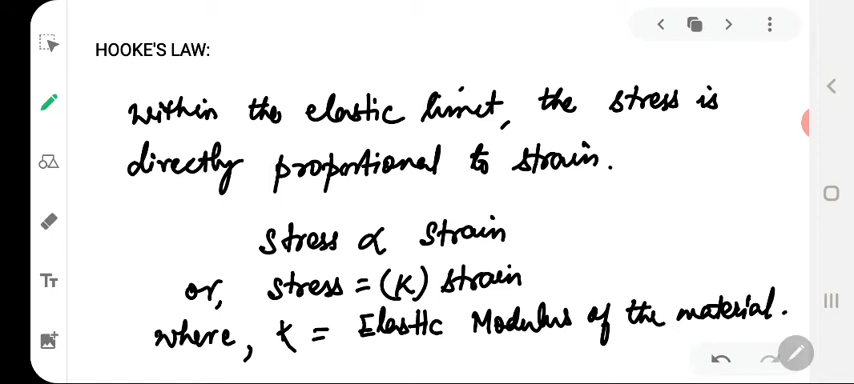 HOOKE'S LAW:
within the elastic limit, the stress is
directly proportional to strain.
stress ∝ strain
or, stress = (K) strain
where, K = Elastic Modulus of the material.
Tт